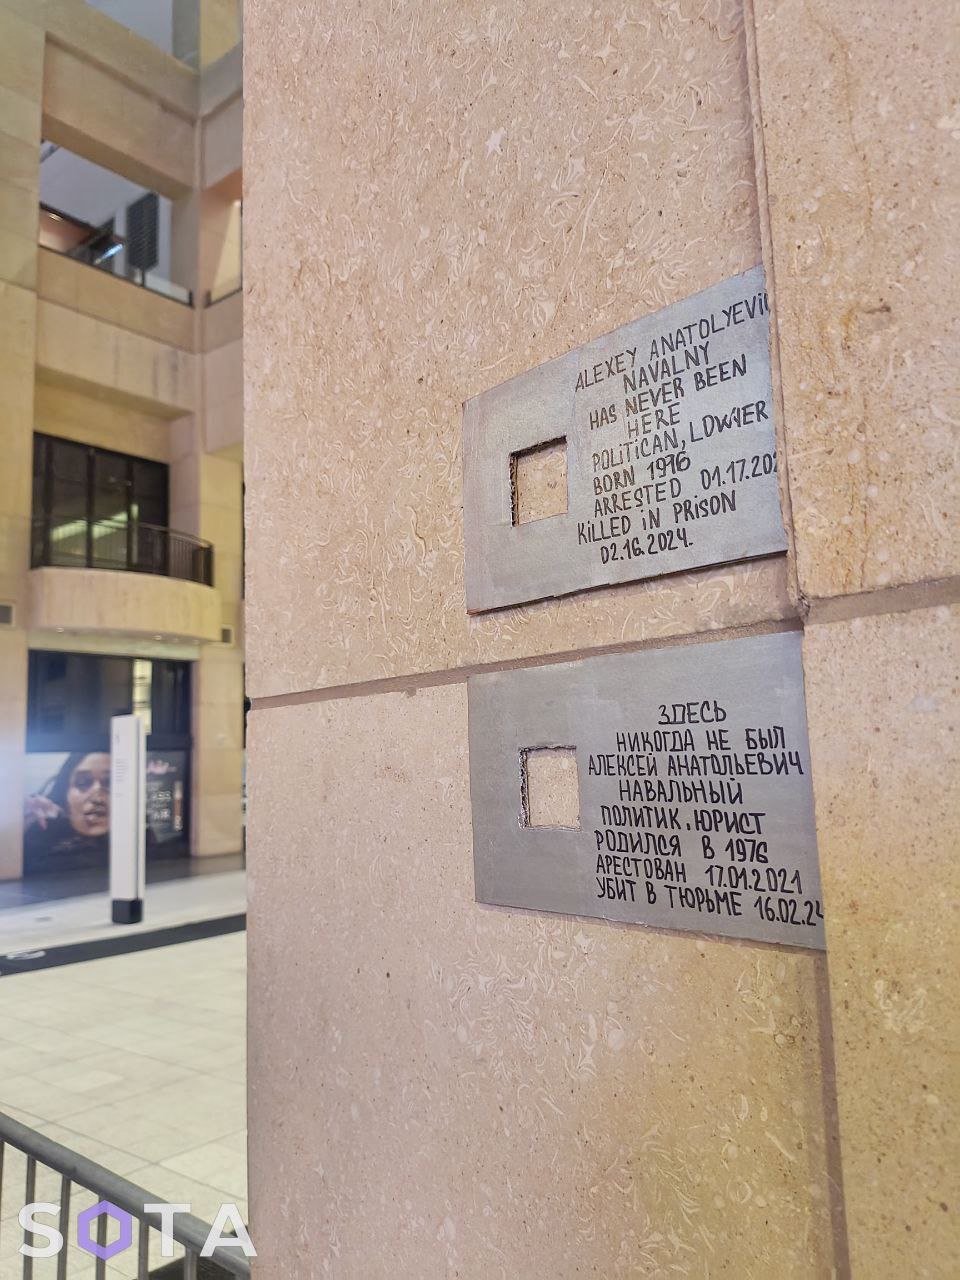 ALEXEY ANATOLYEVIC
NAVALNY
HAS NEVER BEEN
HERE
POLITICAN, LOWYER
BORN 1976
ARRESTED 01.17.202
KILLED IN PRISON
02.16.2024.
ЗДЕСЬ
НИКОГДА НЕ БЫЛ
АЛЕКСЕЙ АНАТОЛЬЕВИЧ
НАВАЛЬНЫЙ
ПОЛИТИК, ЮРИСТ
РОДИЛСЯ В 1976
АРЕСТОВАН 17.01.2021
УБИТ В ТЮРЬМЕ 16.02.24
SOTA